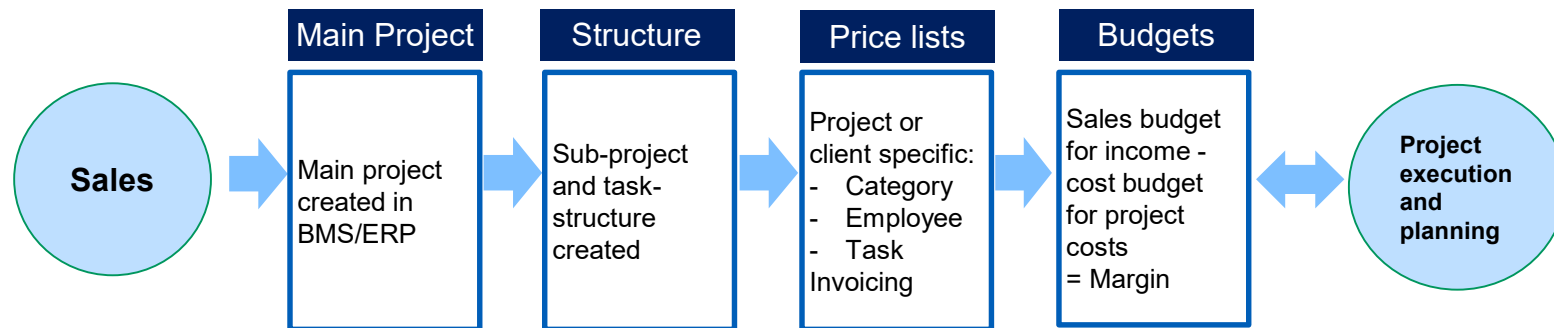 Main Project
Structure
Price lists
Budgets
Sales
Main project
created in
BMS/ERP
Sub-project
and task-
structure
created
Project or
client specific:
- Category
- Employee
- Task
Invoicing
Sales budget
for income -
cost budget
for project
costs
= Margin
Project
execution
and
planning